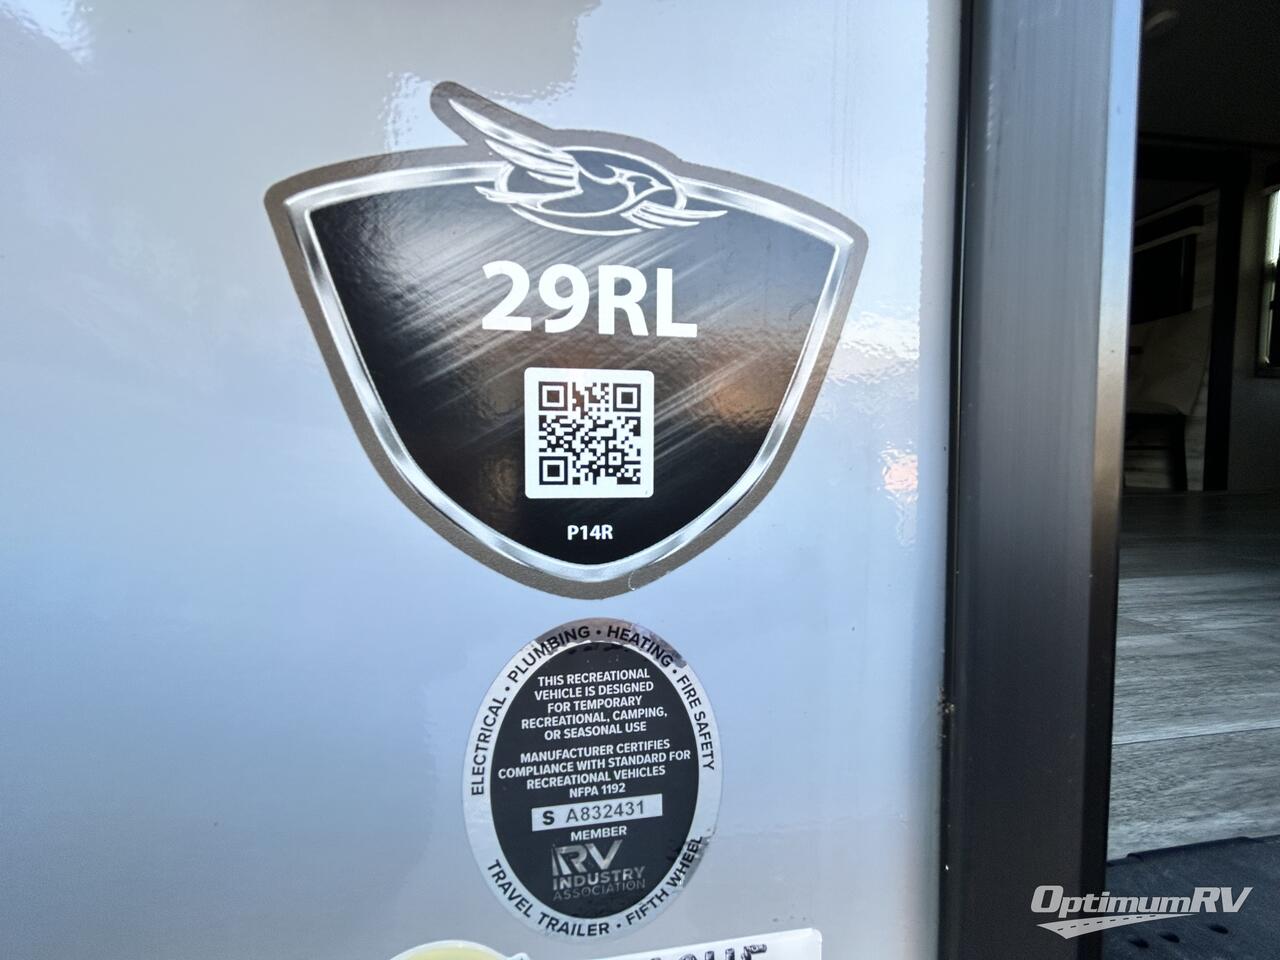 29RL
P14R
ELECTRICAL • PLUMBING • HEATING • FIRE SAFETY
THIS RECREATIONAL
VEHICLE IS DESIGNED
FOR TEMPORARY
RECREATIONAL, CAMPING,
OR SEASONAL USE
MANUFACTURER CERTIFIES
COMPLIANCE WITH STANDARD FOR
RECREATIONAL VEHICLES
NFPA 1192
S A832431
MEMBER
RV
INDUSTRY
ASSOCIATION
TRAVEL TRAILER • FIFTH WHEEL
OptimumRV